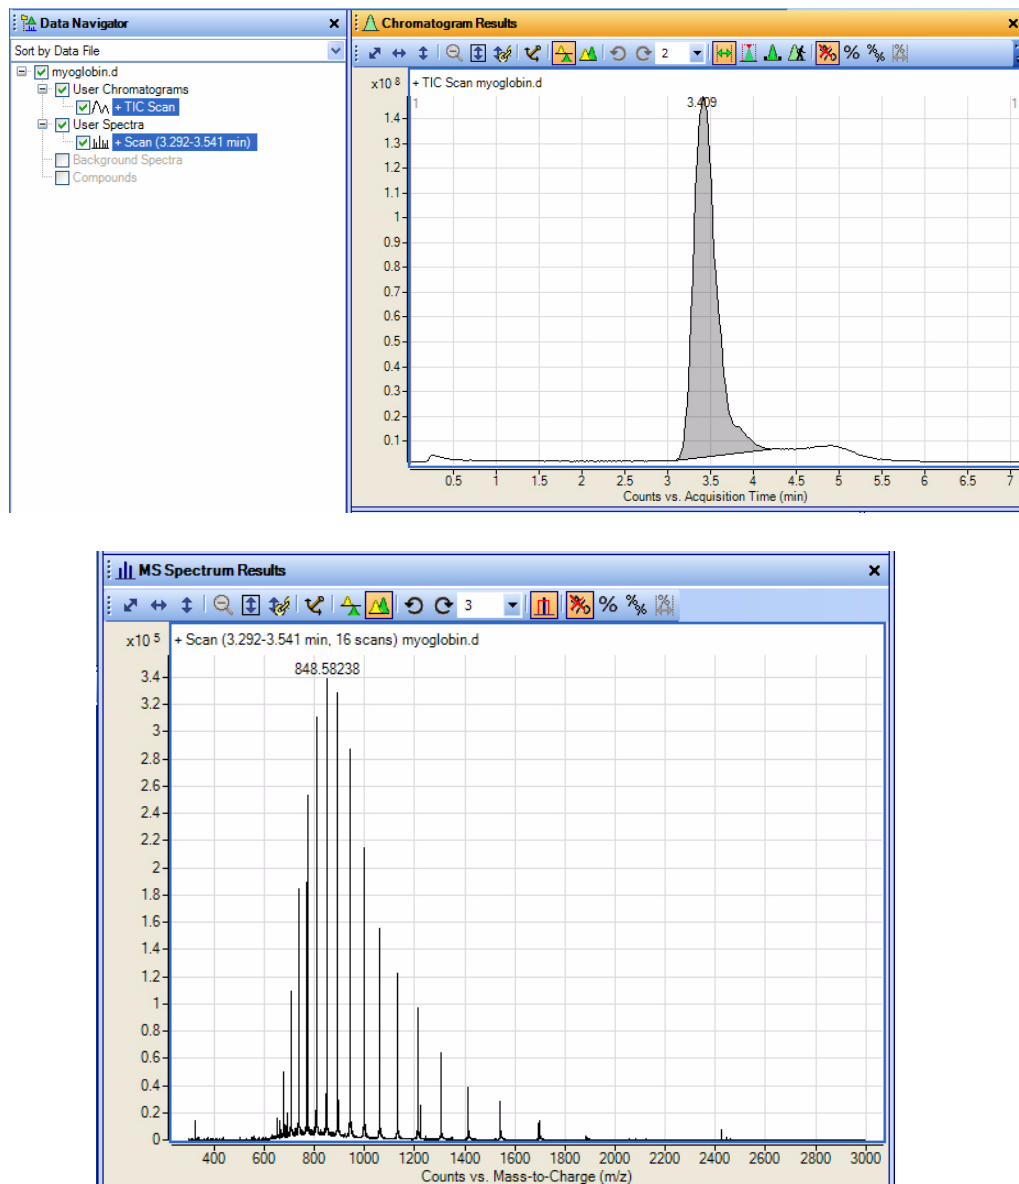 Data Navigator
Sort by Data File
myoglobin.d
User Chromatograms
+ TIC Scan
User Spectra
+ Scan (3.292-3.541 min)
Background Spectra
Compounds
Chromatogram Results
2
x10 8
+ TIC Scan myoglobin.d
1
3.409
1
1.4
1.3
1.2
1.1
1
0.9
0.8
0.7
0.6
0.5
0.4
0.3
0.2
0.1
0.5 1 1.5 2 2.5 3 3.5 4 4.5 5 5.5 6 6.5 7
Counts vs. Acquisition Time (min)
MS Spectrum Results
3
x10 5
+ Scan (3.292-3.541 min, 16 scans) myoglobin.d
848.58238
3.4
3.2
3
2.8
2.6
2.4
2.2
2
1.8
1.6
1.4
1.2
1
0.8
0.6
0.4
0.2
0
400 600 800 1000 1200 1400 1600 1800 2000 2200 2400 2600 2800 3000
Counts vs. Mass-to-Charge (m/z)